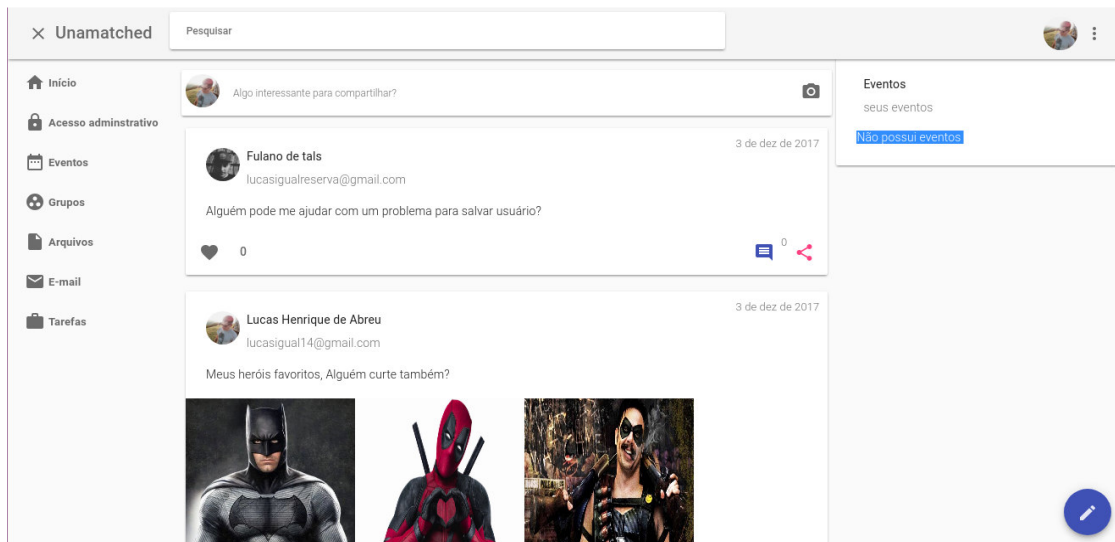 Unamatched
Pesquisar
Início
Acesso adminstrativo
Eventos
Grupos
Arquivos
E-mail
Tarefas
Algo interessante para compartilhar?
3 de dez de 2017
Fulano de tals
lucasigualreserva@gmail.com
Alguém pode me ajudar com um problema para salvar usuário?
0
0
3 de dez de 2017
Lucas Henrique de Abreu
lucasigual14@gmail.com
Meus heróis favoritos, Alguém curte também?
Eventos
seus eventos
Não possui eventos